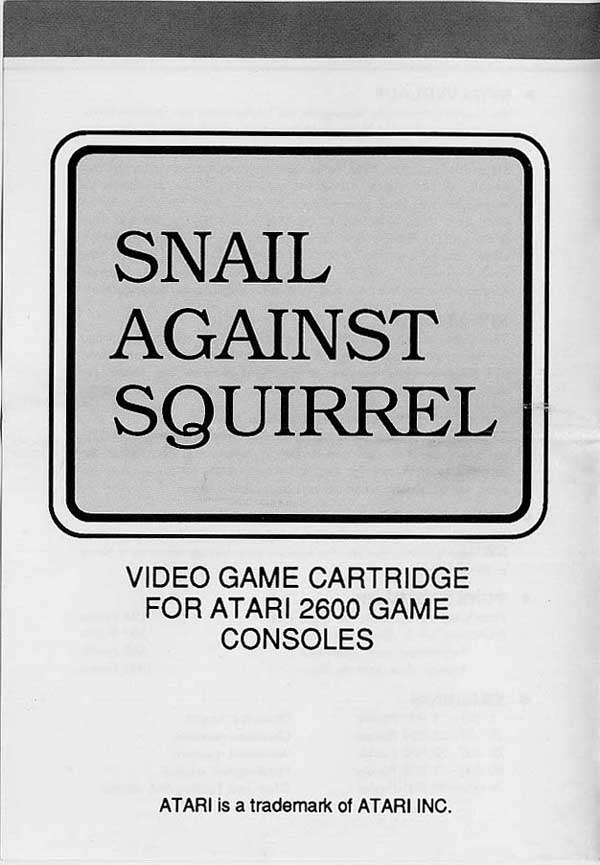 SNAIL
AGAINST
SQUIRREL
VIDEO GAME CARTRIDGE
FOR ATARI 2600 GAME
CONSOLES
ATARI is a trademark of ATARI INC.